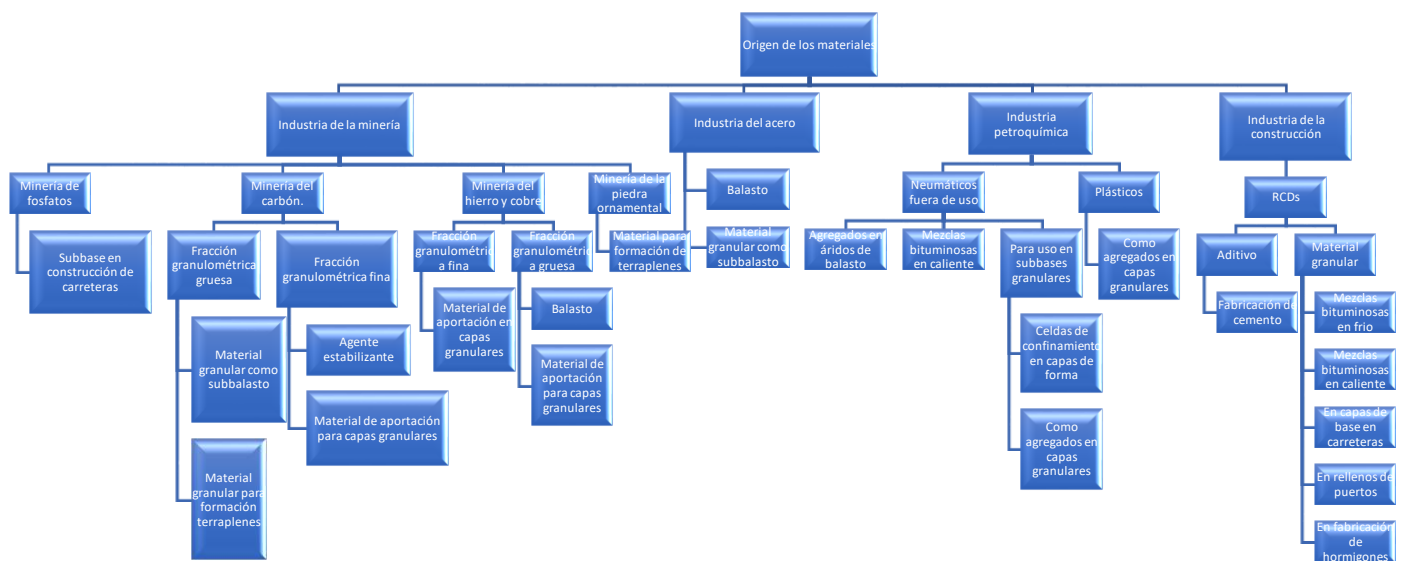 Origen de los materiales
Industria de la minería
Industria del acero
Industria
petroquímica
Industria de la
construcción
Minería de
fosfatos
Minería del
carbón.
Minería del
hierro y cobre
Minería de la
piedra
ornamental
Balasto
Neumáticos
fuera de uso
Plásticos
RCDs
Subbase en
construcción de
carreteras
Fracción
granulométrica
gruesa
Fracción
granulométrica fina
Fracción
granulométric
a fina
Fracción
granulométric
a gruesa
Material para
formación de
terraplenes
Material
granular como
subbalasto
Agregados en
áridos de
balasto
Mezclas
bituminosas
en caliente
Para uso en
subbases
granulares
Como
agregados en
capas
granulares
Aditivo
Material
granular
Material
granular como
subbalasto
Agente
estabilizante
Material de
aportación en
capas
granulares
Balasto
Celdas de
confinamiento
en capas de
forma
Fabricación de
cemento
Mezclas
bituminosas
en frio
Material de aportación
para capas granulares
Material de
aportación
para capas
granulares
Mezclas
bituminosas
en caliente
Material
granular para
formación
terraplenes
Como
agregados en
capas
granulares
En capas de
base en
carreteras
En rellenos de
puertos
En fabricación
de
hormigones